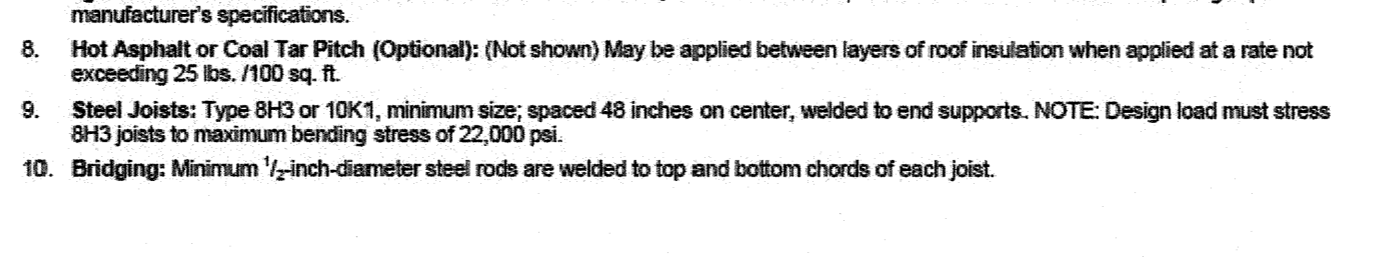 manufacturer's specifications.
8. Hot Asphalt or Coal Tar Pitch (Optional): (Not shown) May be applied between layers of roof insulation when applied at a rate not
exceeding 25 lbs. /100 sq. ft.
9. Steel Joists: Type 8H3 or 10K1, minimum size; spaced 48 inches on center, welded to end supports. NOTE: Design load must stress
8H3 joists to maximum bending stress of 22,000 psi.
10. Bridging: Minimum 1/2-inch-diameter steel rods are welded to top and bottom chords of each joist.